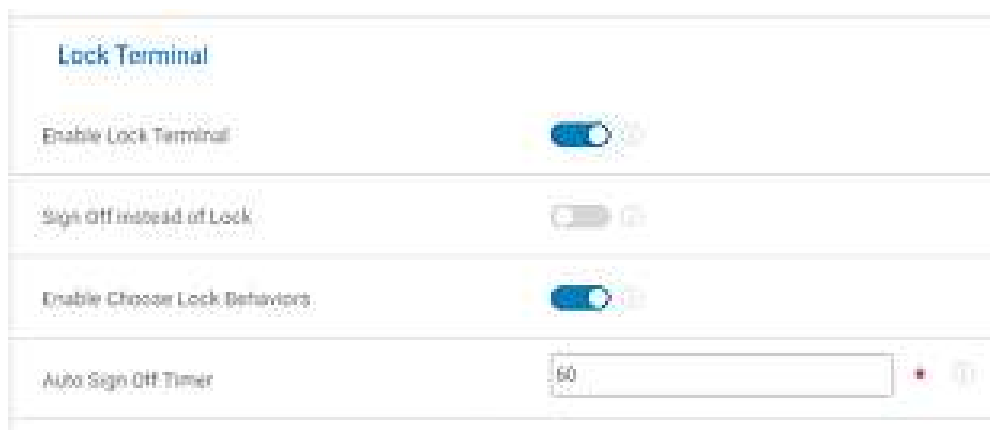 Lock Terminal
Enable Lock Terminal
Sign Off instead of Lock
Enable Choose Lock Behaviors
Auto Sign Off Timer
60